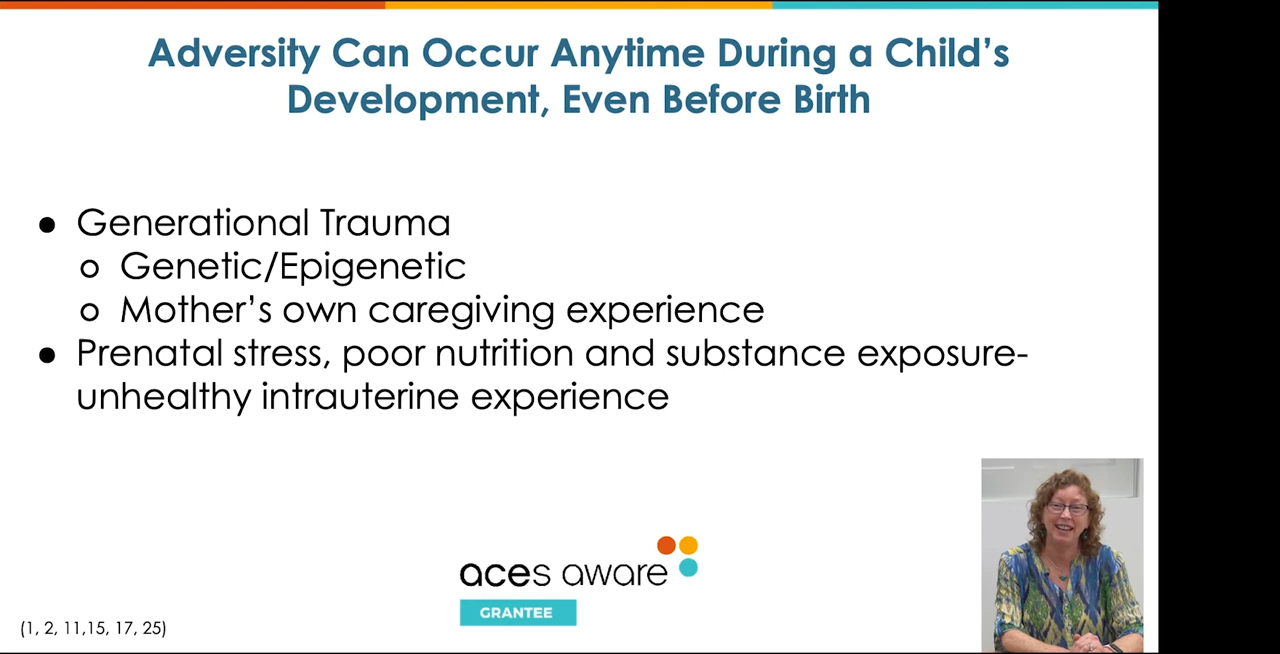 Adversity Can Occur Anytime During a Child’s
Development, Even Before Birth
● Generational Trauma
○ Genetic/Epigenetic
○ Mother’s own caregiving experience
● Prenatal stress, poor nutrition and substance exposure-
unhealthy intrauterine experience
aces aware
GRANTEE
(1, 2, 11,15, 17, 25)